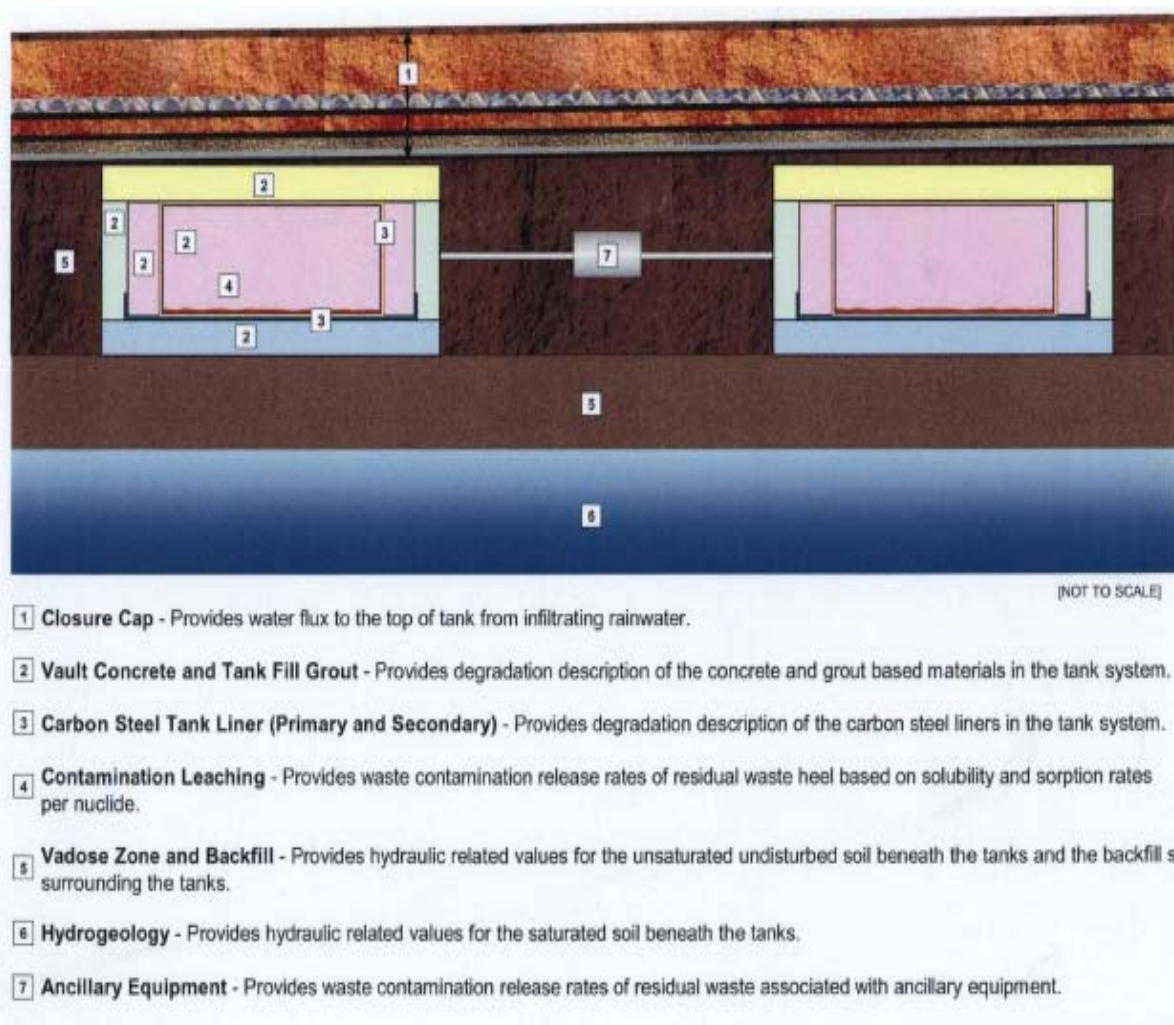 1
2
2
2
2
3
5
7
4
3
2
5
6
[NOT TO SCALE]
1 Closure Cap - Provides water flux to the top of tank from infiltrating rainwater.
2 Vault Concrete and Tank Fill Grout - Provides degradation description of the concrete and grout based materials in the tank system.
3 Carbon Steel Tank Liner (Primary and Secondary) - Provides degradation description of the carbon steel liners in the tank system.
4 Contamination Leaching - Provides waste contamination release rates of residual waste heel based on solubility and sorption rates
per nuclide.
5 Vadose Zone and Backfill - Provides hydraulic related values for the unsaturated undisturbed soil beneath the tanks and the backfill s
surrounding the tanks.
6 Hydrogeology - Provides hydraulic related values for the saturated soil beneath the tanks.
7 Ancillary Equipment - Provides waste contamination release rates of residual waste associated with ancillary equipment.